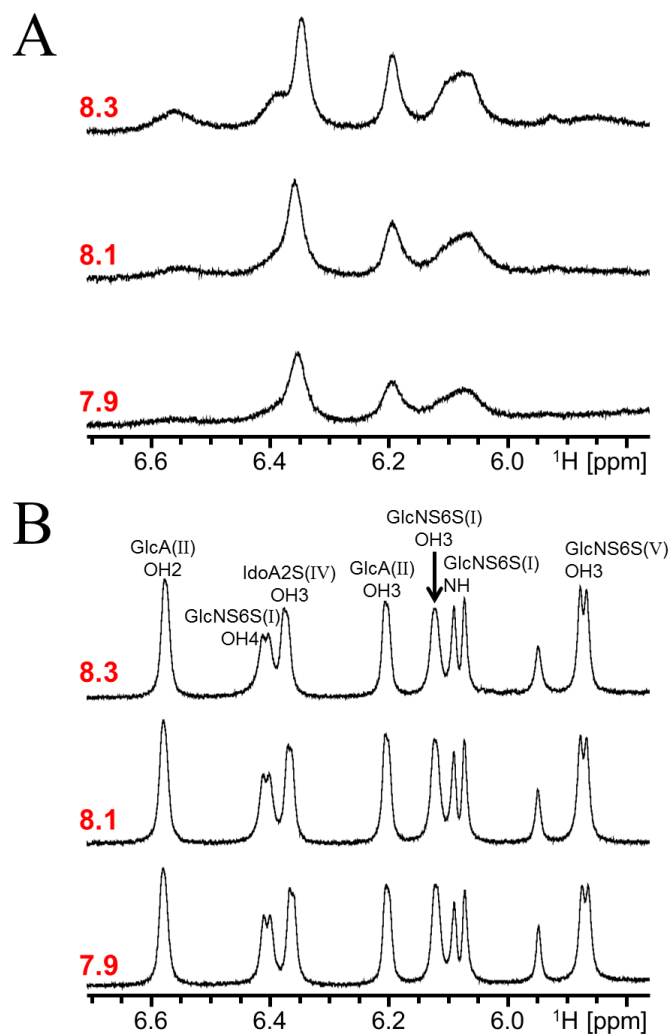 A
8.3
8.1
7.9
6.6 6.4 6.2 6.0 ¹H [ppm]
B
GlcNS6S(I)
OH3
GlcA(II)
OH2
IdoA2S(IV)
OH3
GlcA(II)
OH3
GlcNS6S(I)
NH
GlcNS6S(V)
OH3
GlcNS6S(I)
OH4
8.3
8.1
7.9
6.6 6.4 6.2 6.0 ¹H [ppm]